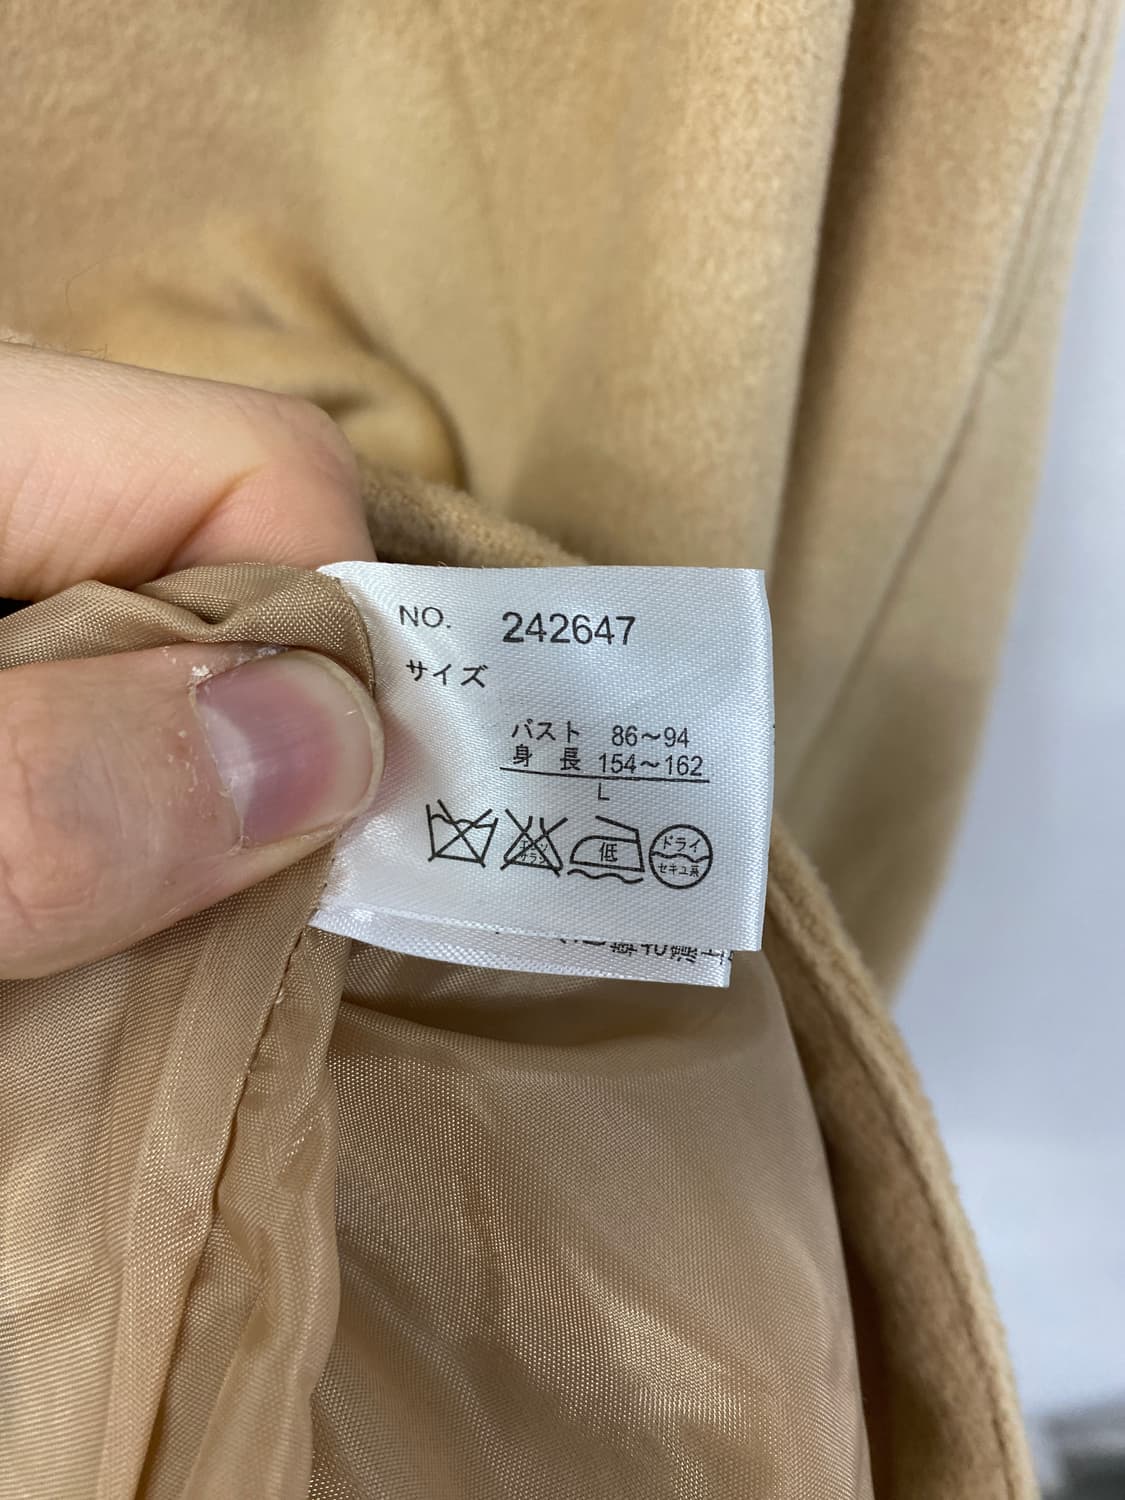 NO. 242647
サイズ
バスト 86～94
身 長 154～162
L
低 ドライ
セキユ系